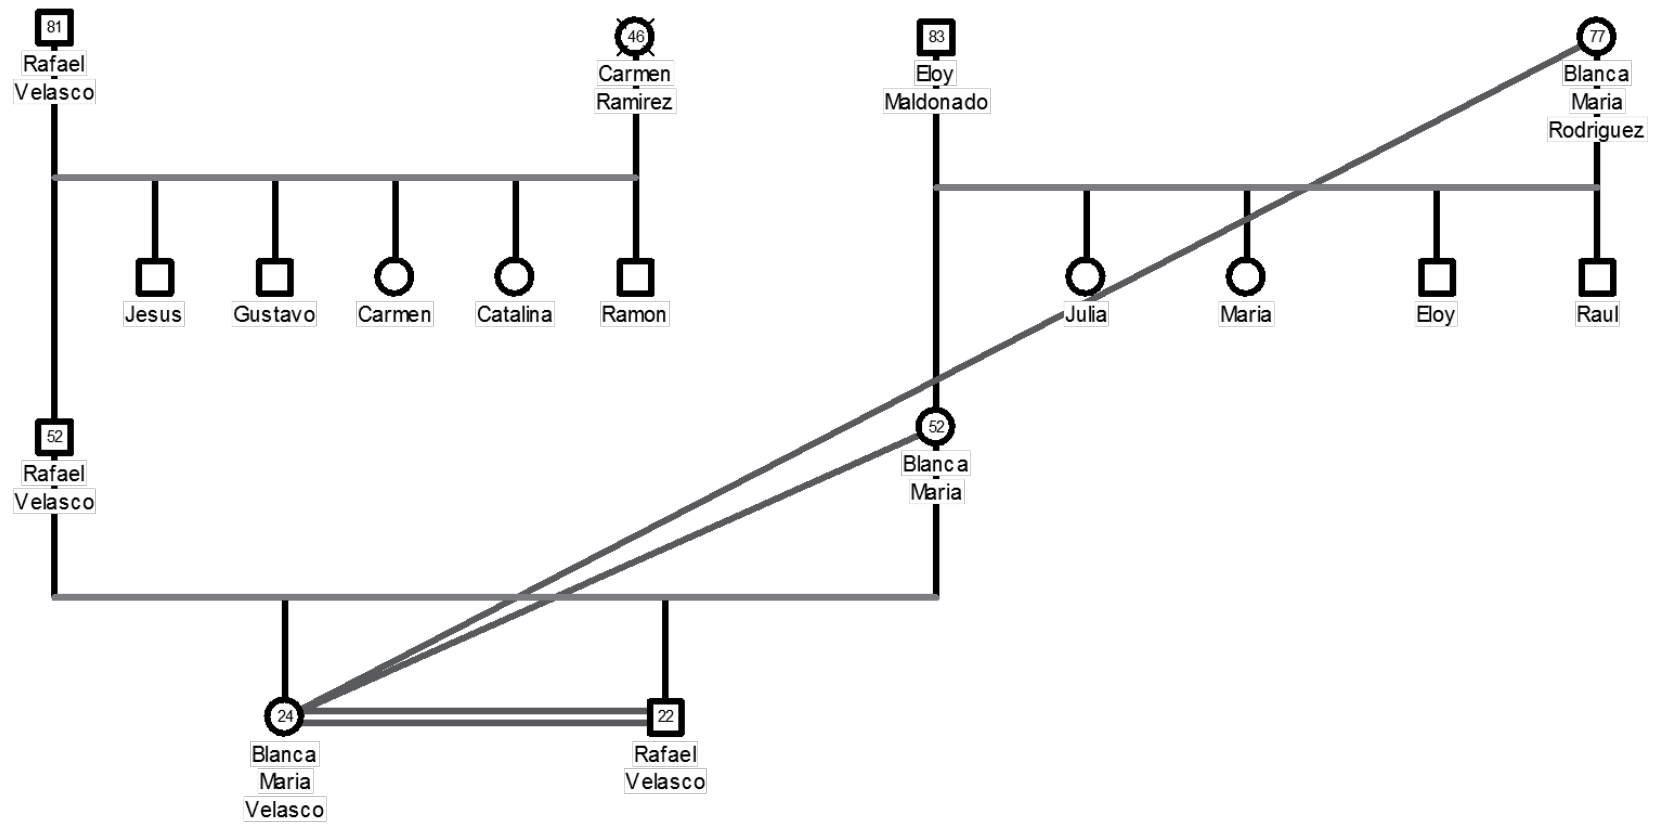 81
Rafael
Velasco
46
Carmen
Ramirez
83
Eloy
Maldonado
77
Blanca
Maria
Rodriguez
Jesus
Gustavo
Carmen
Catalina
Ramon
Julia
Maria
Eloy
Raul
52
Rafael
Velasco
52
Blanca
Maria
24
Blanca
Maria
Velasco
22
Rafael
Velasco